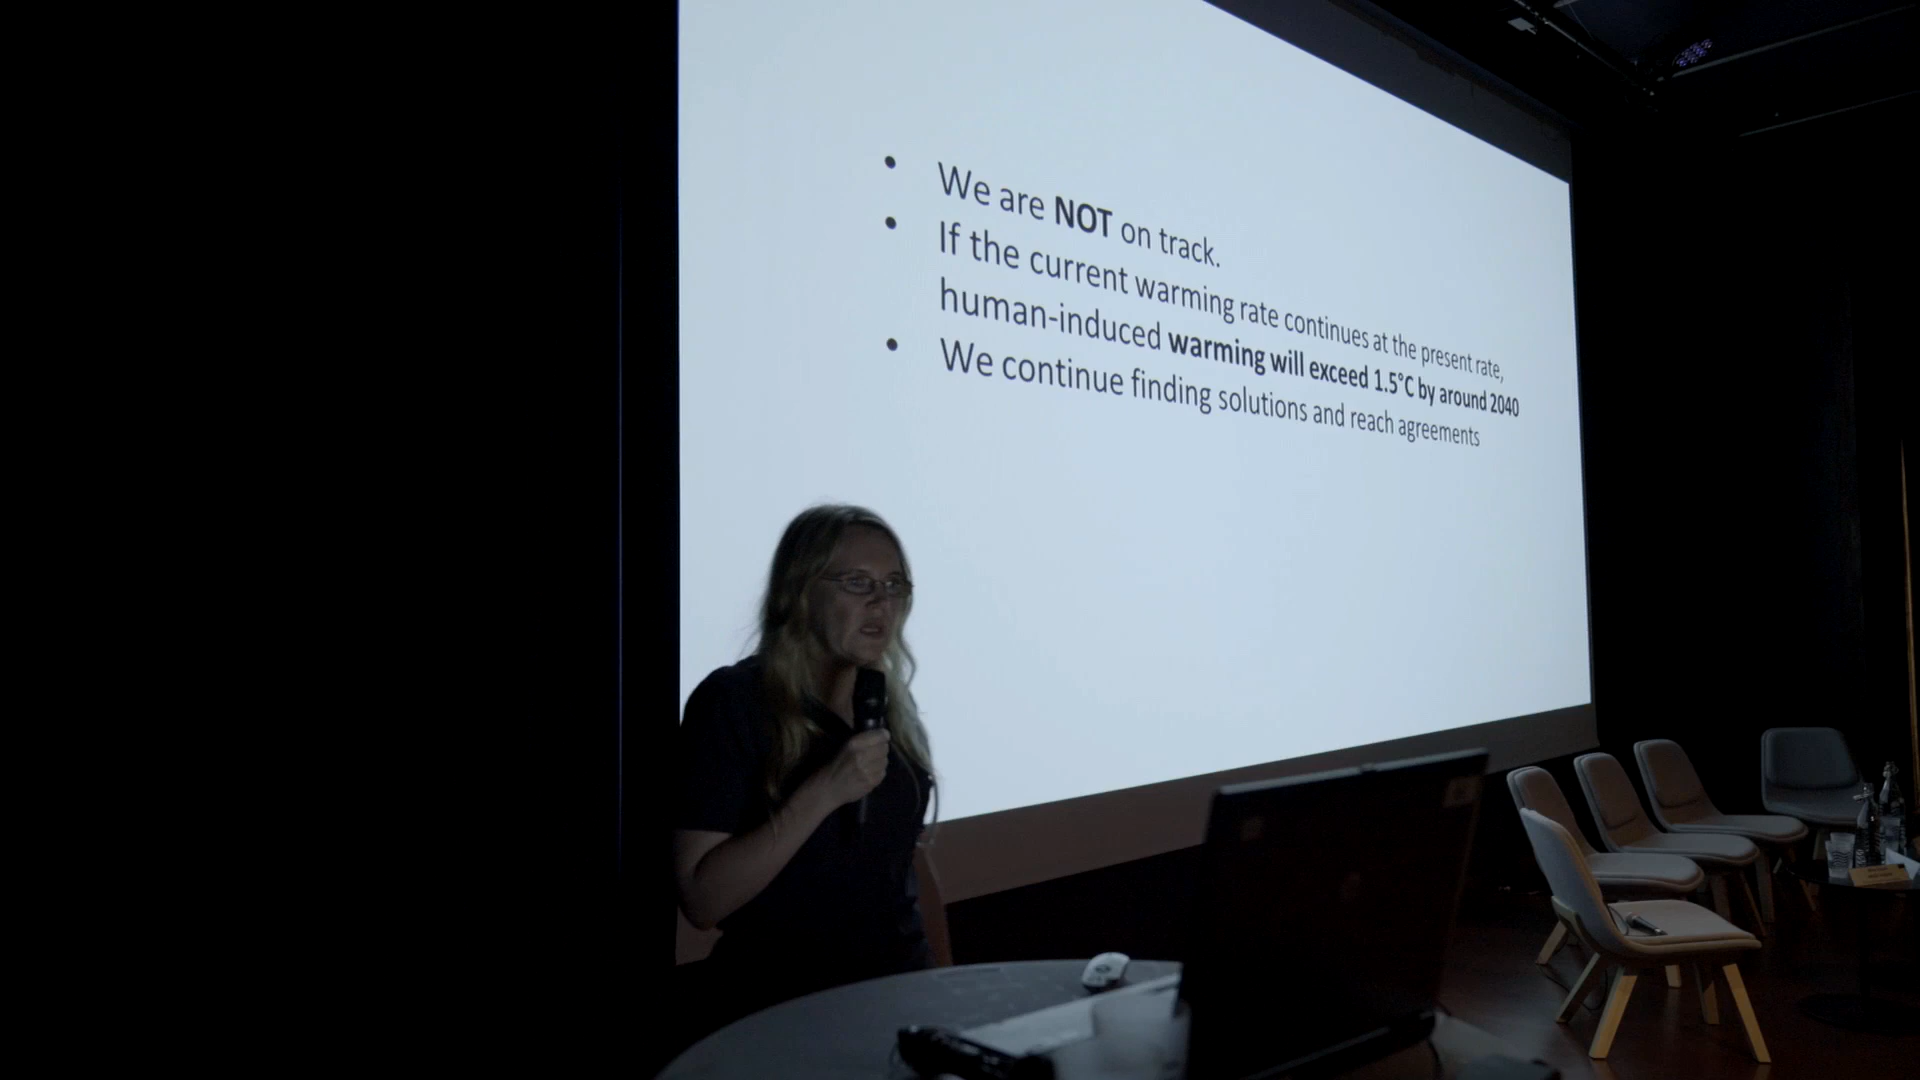 • We are NOT on track.
• If the current warming rate continues at the present rate,
human-induced warming will exceed 1.5°C by around 2040
• We continue finding solutions and reach agreements